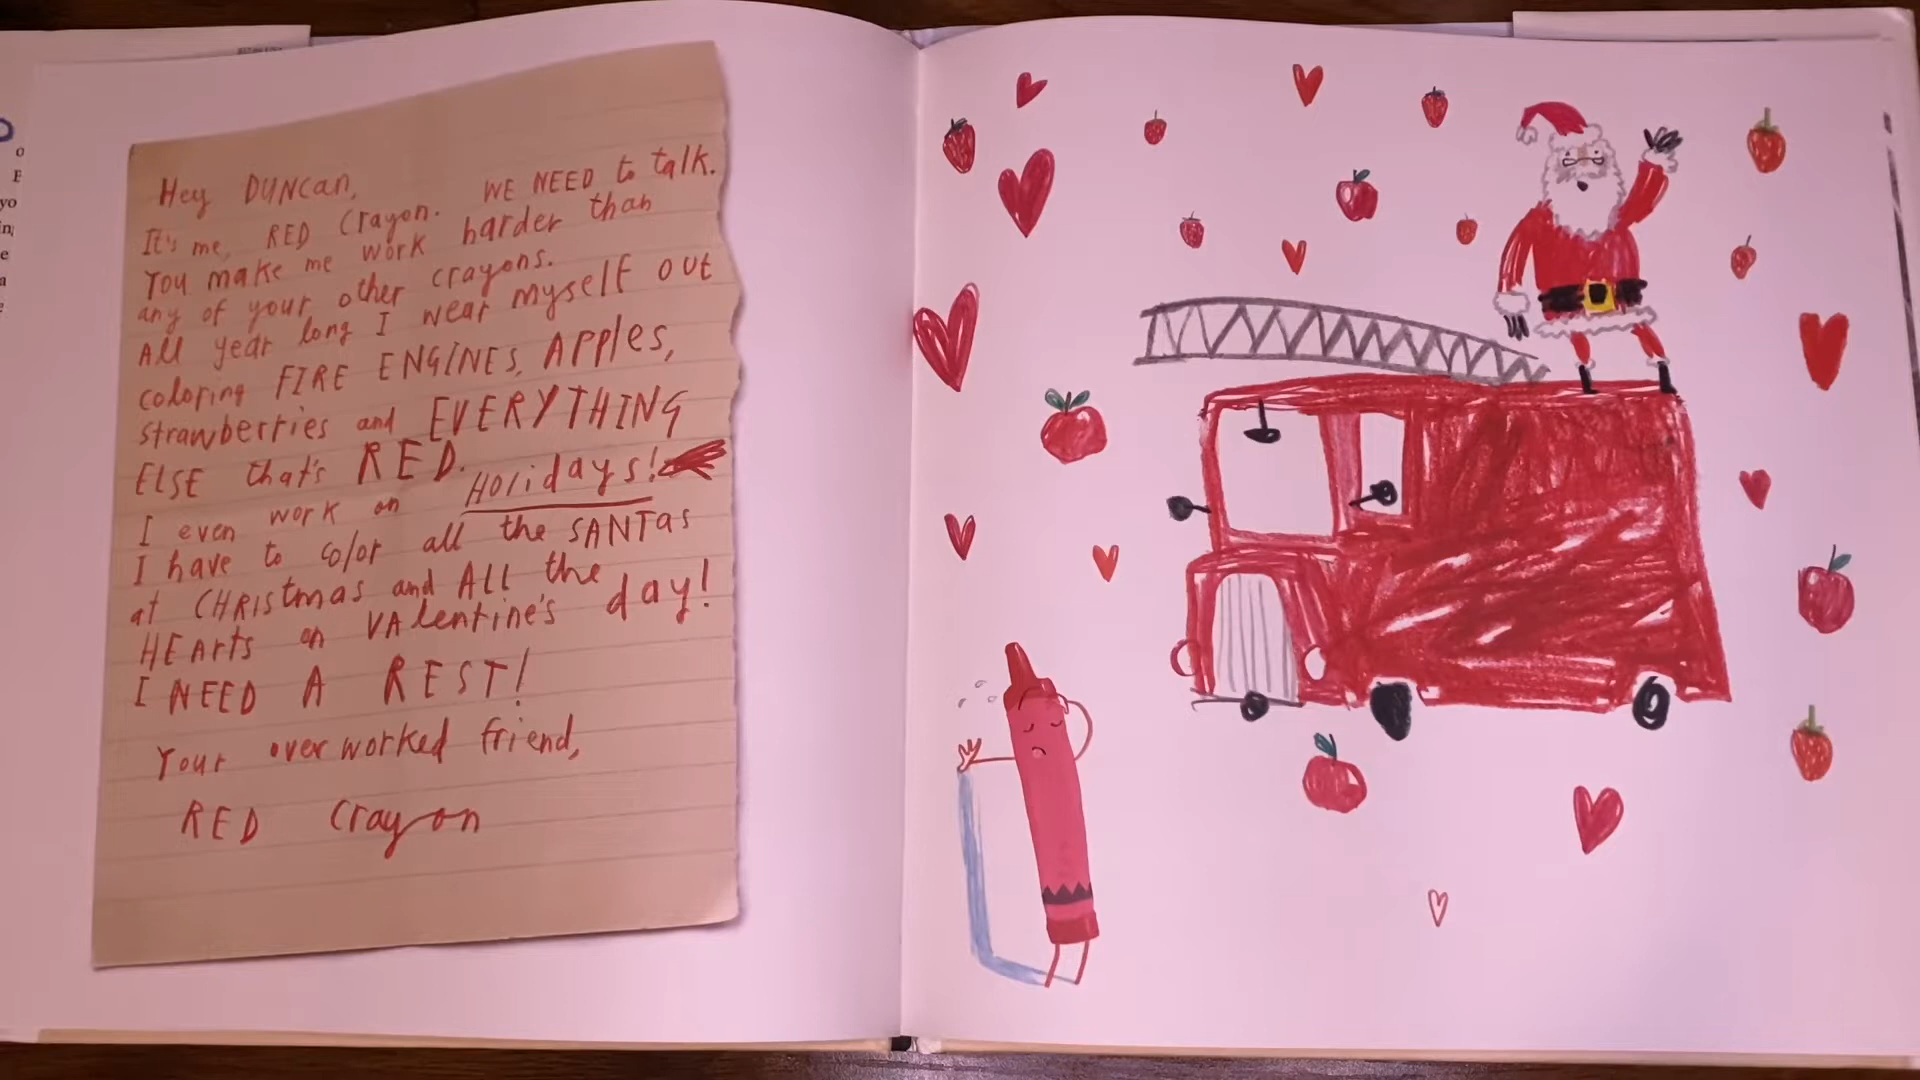 Hey DUNCan,
It's me, RED Crayon. WE NEED to talk.
You make me work harder than
any of your other crayons.
All year long I wear myself out
coloring FIRE ENGINES, APples,
strawberries and EVERYTHING
ELSE that's RED.
I even work on Holidays!
I have to color all the SANTas
at CHRIStmas and ALL the
HEArts on VAlentine's day!
I NEED A REST!
Your overworked friend,
RED Crayon